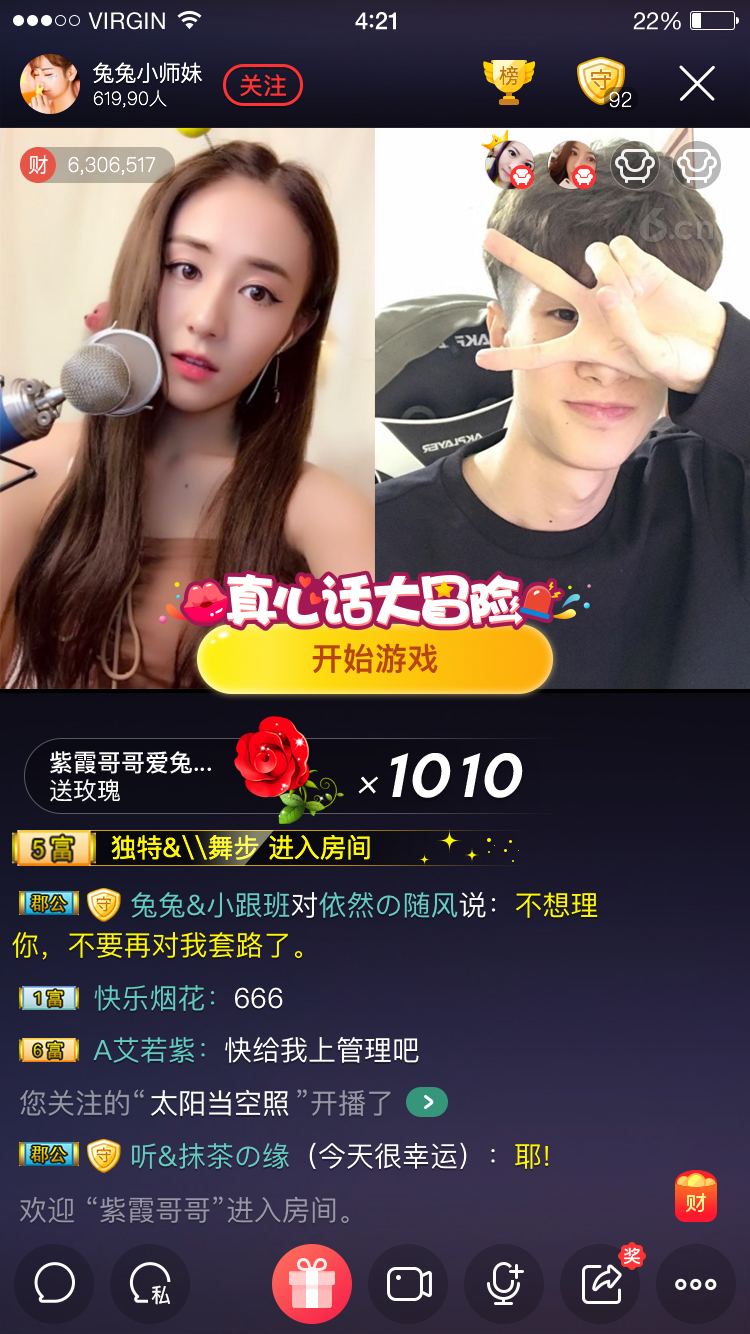 VIRGIN 4:21 22%
兔兔小师妹
619,90人
关注
榜
守
92
财 6,306,517
6.cn
AKPLAYER
真心话大冒险
开始游戏
紫霞哥哥爱兔...
送玫瑰
×1010
5富 独特&\\舞步 进入房间
郡公 守 兔兔&小跟班对依然の随风说：不想理
你，不要再对我套路了。
1富 快乐烟花：666
6富 A艾若紫：快给我上管理吧
您关注的“太阳当空照”开播了
郡公 守 听&抹茶の缘（今天很幸运）：耶!
财
欢迎 “紫霞哥哥”进入房间。
私
奖